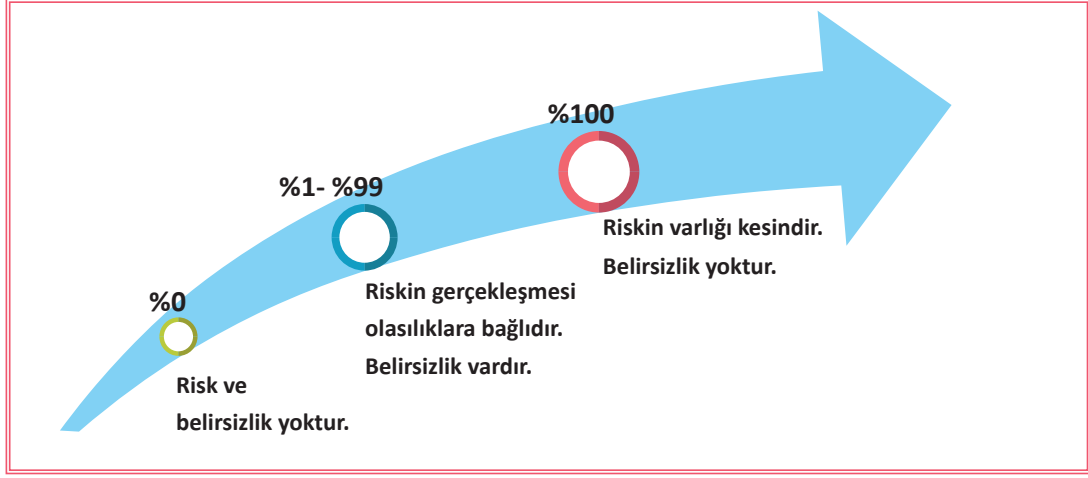 %0
Risk ve
belirsizlik yoktur.
%1- %99
Riskin gerçekleşmesi
olasılıklara bağlıdır.
Belirsizlik vardır.
%100
Riskin varlığı kesindir.
Belirsizlik yoktur.